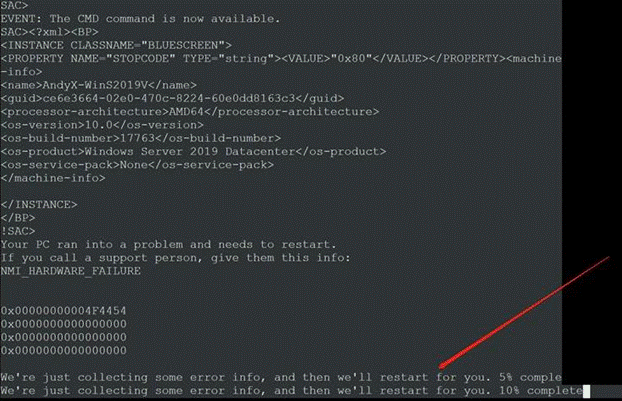 SAC>
EVENT: The CMD command is now available.
SAC><?xml><BP>
<INSTANCE CLASSNAME="BLUESCREEN">
<PROPERTY NAME="STOPCODE" TYPE="string"><VALUE>"0x80"</VALUE></PROPERTY><machine
-info>
<name>AndyX-WinS2019V</name>
<guid>ce6e3664-02e0-470c-8224-60e0dd8163c3</guid>
<processor-architecture>AMD64</processor-architecture>
<os-version>10.0</os-version>
<os-build-number>17763</os-build-number>
<os-product>Windows Server 2019 Datacenter</os-product>
<os-service-pack>None</os-service-pack>
</machine-info>
</INSTANCE>
</BP>
!SAC>
Your PC ran into a problem and needs to restart.
If you call a support person, give them this info:
NMI_HARDWARE_FAILURE
0x00000000004F4454
0x0000000000000000
0x0000000000000000
0x0000000000000000
We're just collecting some error info, and then we'll restart for you. 5% comple
We're just collecting some error info, and then we'll restart for you. 10% complete